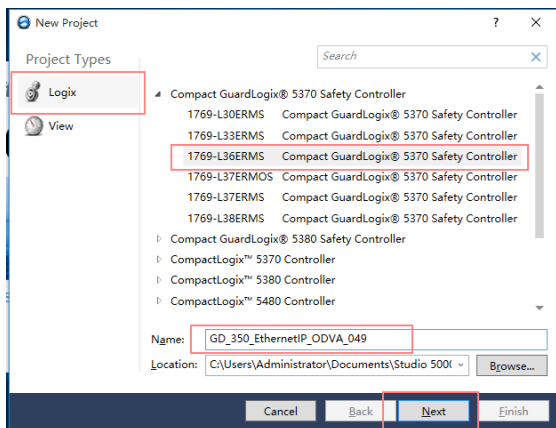 New Project
?
Project Types
Search
Logix
View
Compact GuardLogix® 5370 Safety Controller
1769-L30ERMS Compact GuardLogix® 5370 Safety Controller
1769-L33ERMS Compact GuardLogix® 5370 Safety Controller
1769-L36ERMS Compact GuardLogix® 5370 Safety Controller
1769-L37ERMOS Compact GuardLogix® 5370 Safety Controller
1769-L37ERMS Compact GuardLogix® 5370 Safety Controller
1769-L38ERMS Compact GuardLogix® 5370 Safety Controller
Compact GuardLogix® 5380 Safety Controller
CompactLogix™ 5370 Controller
CompactLogix™ 5380 Controller
CompactLogix™ 5480 Controller
Name: GD_350_EthernetIP_ODVA_049
Location: C:\Users\Administrator\Documents\Studio 500 Browse...
Cancel Back Next Finish